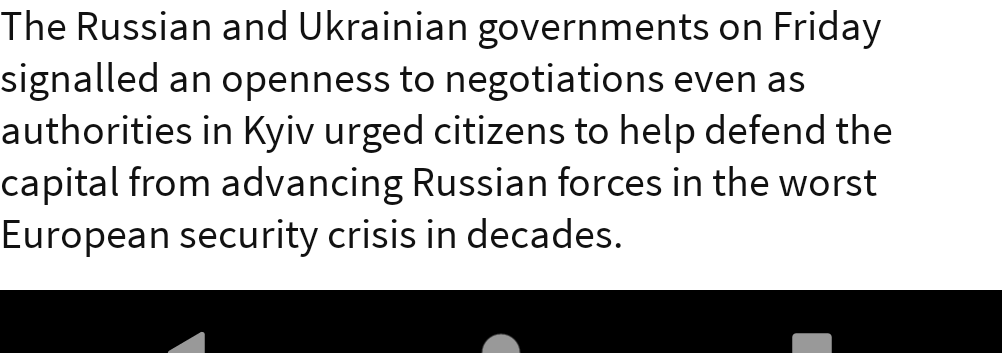 The Russian and Ukrainian governments on Friday
signalled an openness to negotiations even as
authorities in Kyiv urged citizens to help defend the
capital from advancing Russian forces in the worst
European security crisis in decades.